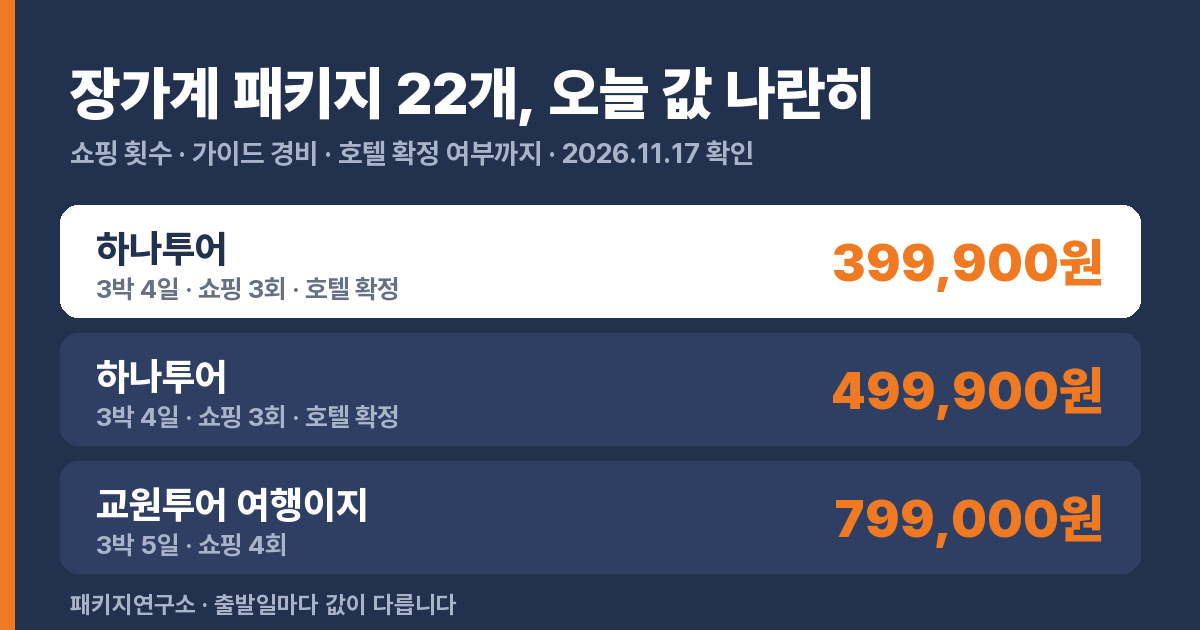 장가계 패키지 22개, 오늘 값 나란히
쇼핑 횟수 · 가이드 경비 · 호텔 확정 여부까지 · 2026.11.17 확인
하나투어
399,900원
3박 4일 · 쇼핑 3회 · 호텔 확정
하나투어
499,900원
3박 4일 · 쇼핑 3회 · 호텔 확정
교원투어 여행이지
799,000원
3박 5일 · 쇼핑 4회
패키지연구소 · 출발일마다 값이 다릅니다